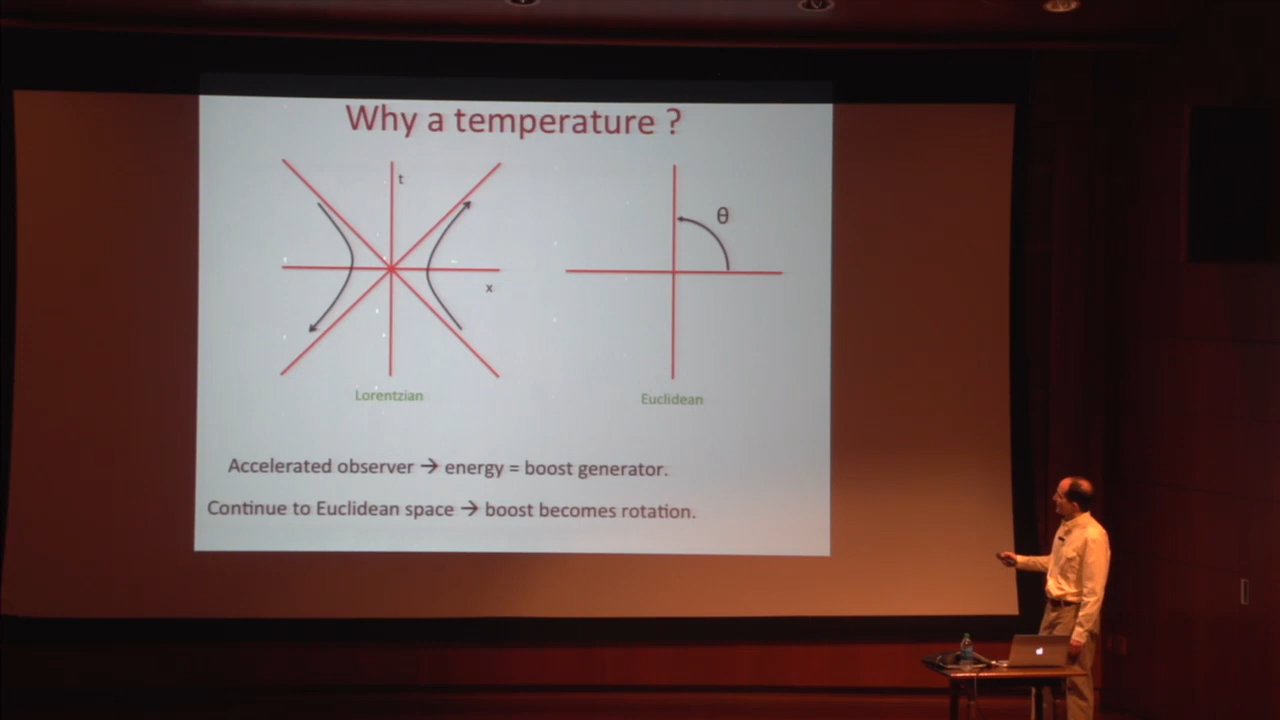 Why a temperature ?
t
x
Lorentzian
θ
Euclidean
Accelerated observer → energy = boost generator.
Continue to Euclidean space → boost becomes rotation.